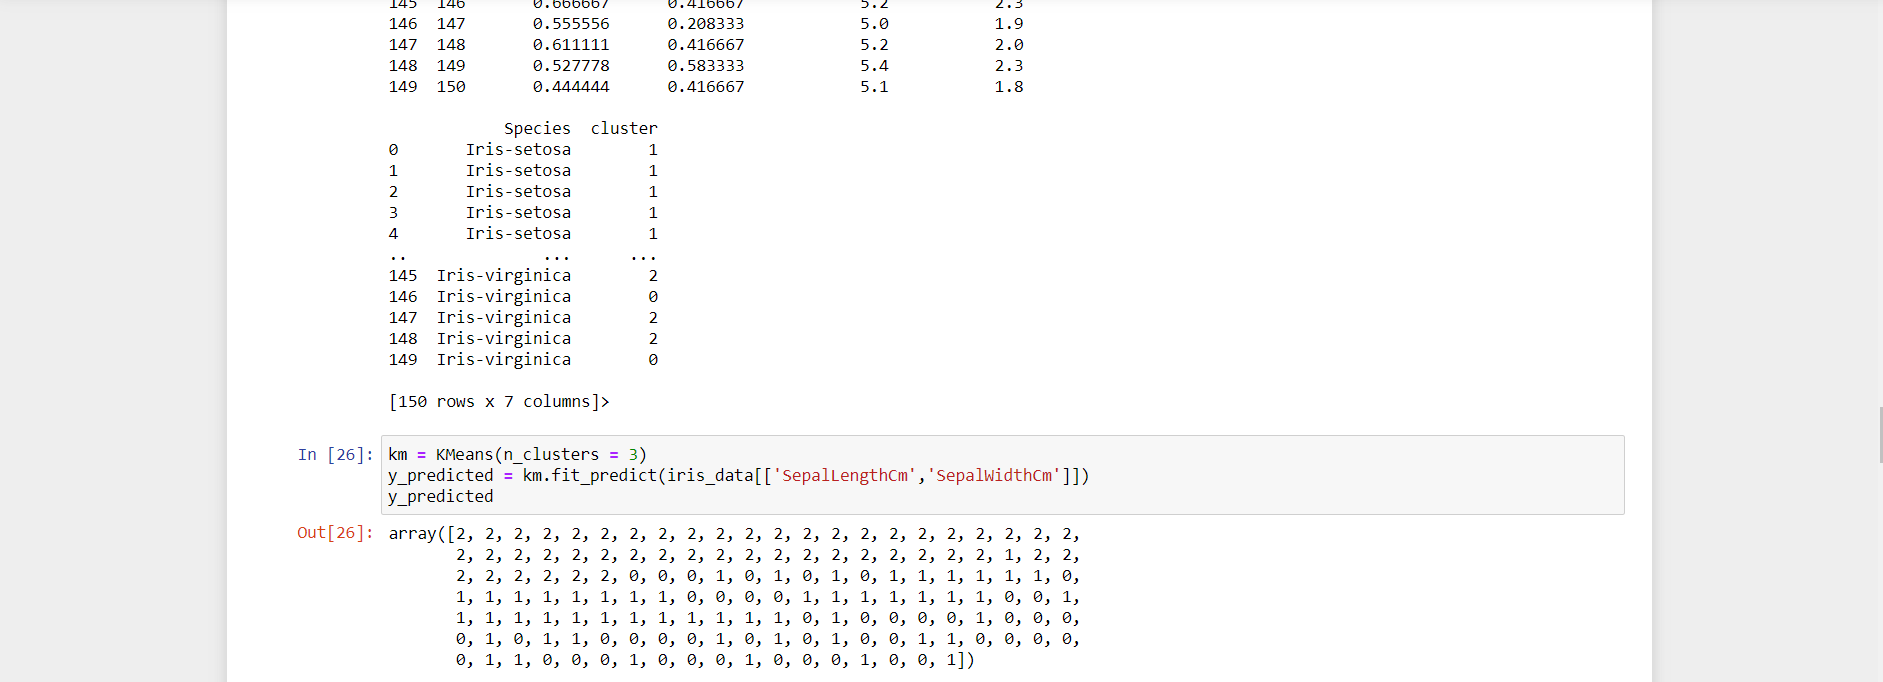 145 146 0.666667 0.416667 5.2 2.3
146 147 0.555556 0.208333 5.0 1.9
147 148 0.611111 0.416667 5.2 2.0
148 149 0.527778 0.583333 5.4 2.3
149 150 0.444444 0.416667 5.1 1.8
Species cluster
0 Iris-setosa 1
1 Iris-setosa 1
2 Iris-setosa 1
3 Iris-setosa 1
4 Iris-setosa 1
.. ... ...
145 Iris-virginica 2
146 Iris-virginica 0
147 Iris-virginica 2
148 Iris-virginica 2
149 Iris-virginica 0
[150 rows x 7 columns]>
In [26]: km = KMeans(n_clusters = 3)
y_predicted = km.fit_predict(iris_data[['SepalLengthCm','SepalWidthCm']])
y_predicted
Out[26]: array([2, 2, 2, 2, 2, 2, 2, 2, 2, 2, 2, 2, 2, 2, 2, 2, 2, 2, 2, 2, 2, 2,
2, 2, 2, 2, 2, 2, 2, 2, 2, 2, 2, 2, 2, 2, 2, 2, 2, 1, 2, 2,
2, 2, 2, 2, 2, 2, 0, 0, 0, 1, 0, 1, 0, 1, 0, 1, 1, 1, 1, 1, 1, 0,
1, 1, 1, 1, 1, 1, 1, 1, 0, 0, 0, 0, 1, 1, 1, 1, 1, 1, 1, 0, 0, 1,
1, 1, 1, 1, 1, 1, 1, 1, 1, 1, 1, 1, 0, 1, 0, 0, 0, 0, 1, 0, 0, 0,
0, 1, 0, 1, 1, 0, 0, 0, 0, 1, 0, 1, 0, 1, 0, 0, 1, 1, 0, 0, 0, 0,
0, 1, 1, 0, 0, 0, 1, 0, 0, 0, 1, 0, 0, 0, 1, 0, 0, 1])